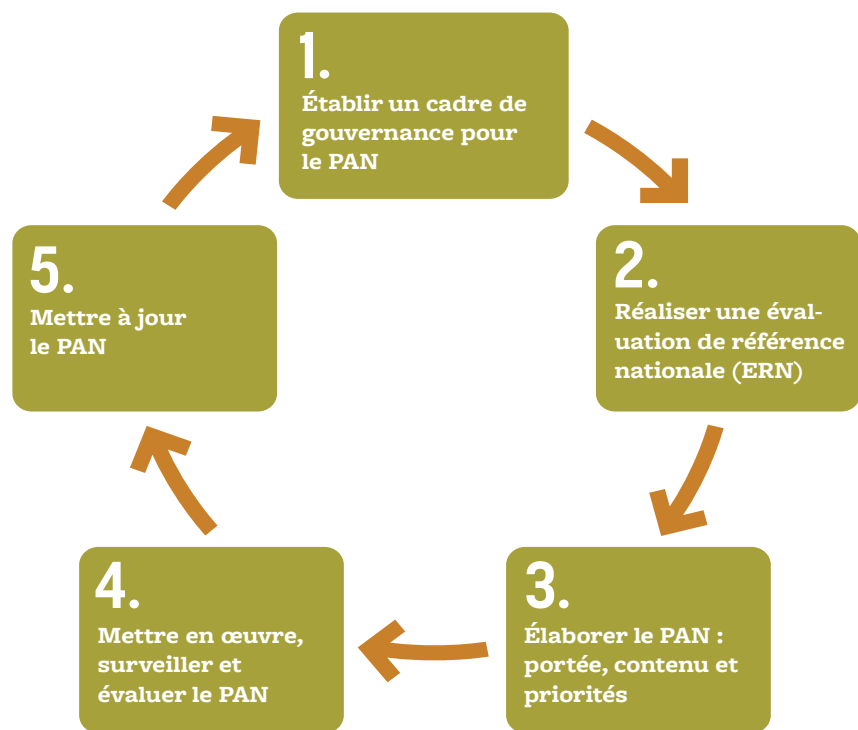 1.
Établir un cadre de
gouvernance pour
le PAN
2.
Réaliser une éval-
uation de référence
nationale (ERN)
3.
Élaborer le PAN :
portée, contenu et
priorités
4.
Mettre en œuvre,
surveiller et
évaluer le PAN
5.
Mettre à jour
le PAN